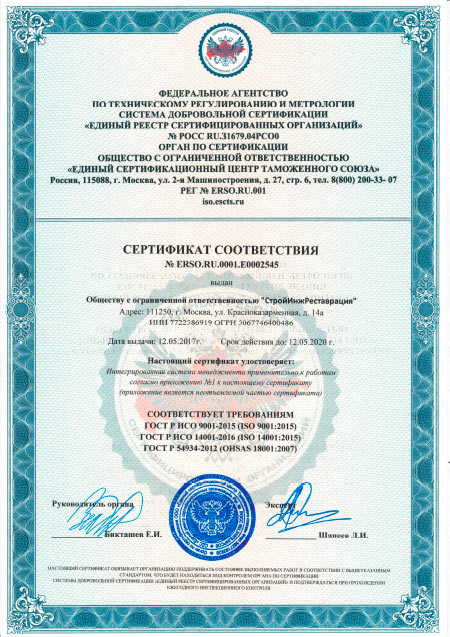 ФЕДЕРАЛЬНОЕ АГЕНТСТВО
ПО ТЕХНИЧЕСКОМУ РЕГУЛИРОВАНИЮ И МЕТРОЛОГИИ
СИСТЕМА ДОБРОВОЛЬНОЙ СЕРТИФИКАЦИИ
«ЕДИНЫЙ РЕЕСТР СЕРТИФИЦИРОВАННЫХ ОРГАНИЗАЦИЙ»
№ РОСС RU.31679.04РСО0
ОРГАН ПО СЕРТИФИКАЦИИ
ОБЩЕСТВО С ОГРАНИЧЕННОЙ ОТВЕТСТВЕННОСТЬЮ
«ЕДИНЫЙ СЕРТИФИКАЦИОННЫЙ ЦЕНТР ТАМОЖЕННОГО СОЮЗА»
Россия, 115088, г. Москва, ул. 2-я Машиностроения, д. 27, стр. 6, тел. 8(800) 200-33- 07
РЕГ № ERSO.RU.001
iso.escts.ru
СЕРТИФИКАТ СООТВЕТСТВИЯ
№ ERSO.RU.0001.E0002545
выдан
Обществу с ограниченной ответственностью "СтройИнжРеставрация"
Адрес: 111250, г. Москва, ул. Красноказарменная, д. 14а
ИНН 7722586919 ОГРН 5067746400486
Дата выдачи: 12.05.2017г. Срок действия до: 12.05.2020 г.
Настоящий сертификат удостоверяет:
Интегрированная система менеджмента применительно к работам
согласно приложению №1 к настоящему сертификату
(приложение является неотъемлемой частью сертификата)
СООТВЕТСТВУЕТ ТРЕБОВАНИЯМ
ГОСТ Р ИСО 9001-2015 (ISO 9001:2015)
ГОСТ Р ИСО 14001-2016 (ISO 14001:2015)
ГОСТ Р 54934-2012 (OHSAS 18001:2007)
Руководитель органа Эксперт
Бикташев Е.И. Шаяеов Л.И.
НАСТОЯЩИЙ СЕРТИФИКАТ ОБЯЗЫВАЕТ ОРГАНИЗАЦИЮ ПОДДЕРЖИВАТЬ СОСТОЯНИЕ ВЫПОЛНЯЕМЫХ РАБОТ В СООТВЕТСТВИИ С ВЫШЕУКАЗАННЫМ
СТАНДАРТОМ, ЧТО БУДЕТ НАХОДИТЬСЯ ПОД КОНТРОЛЕМ ОРГАНА ПО СЕРТИФИКАЦИИ
СИСТЕМЫ ДОБРОВОЛЬНОЙ СЕРТИФИКАЦИИ «ЕДИНЫЙ РЕЕСТР СЕРТИФИЦИРОВАННЫХ ОРГАНИЗАЦИЙ» И ПОДТВЕРЖДАТЬСЯ ПРИ ПРОХОЖДЕНИИ
ЕЖЕГОДНОГО ИНСПЕКЦИОННОГО КОНТРОЛЯ